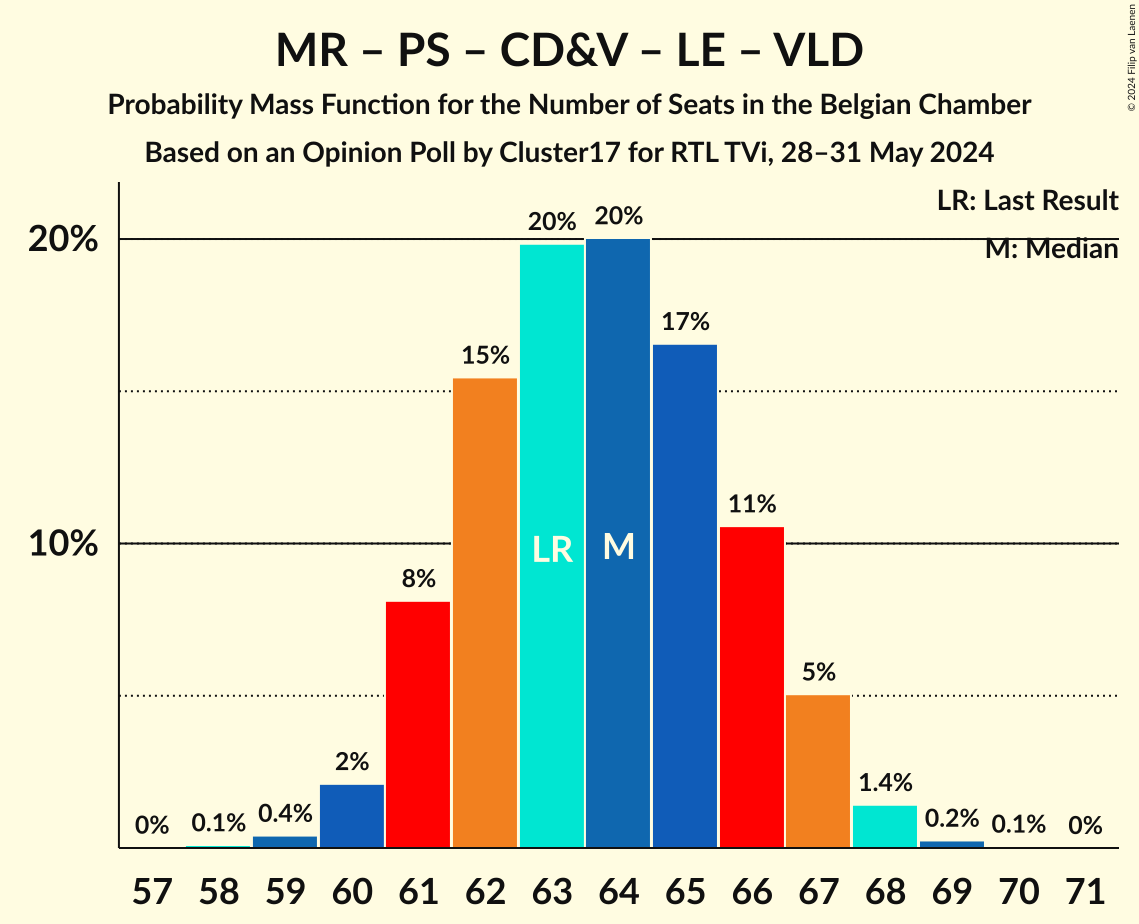 MR – PS – CD&V – LE – VLD
Probability Mass Function for the Number of Seats in the Belgian Chamber
Based on an Opinion Poll by Cluster17 for RTL TVi, 28–31 May 2024
© 2024 Filip van Laenen
LR: Last Result
M: Median
20%
10%
0%
0.1%
0.4%
2%
8%
15%
20%
20%
17%
11%
5%
1.4%
0.2%
0.1%
0%
LR
M
57 58 59 60 61 62 63 64 65 66 67 68 69 70 71